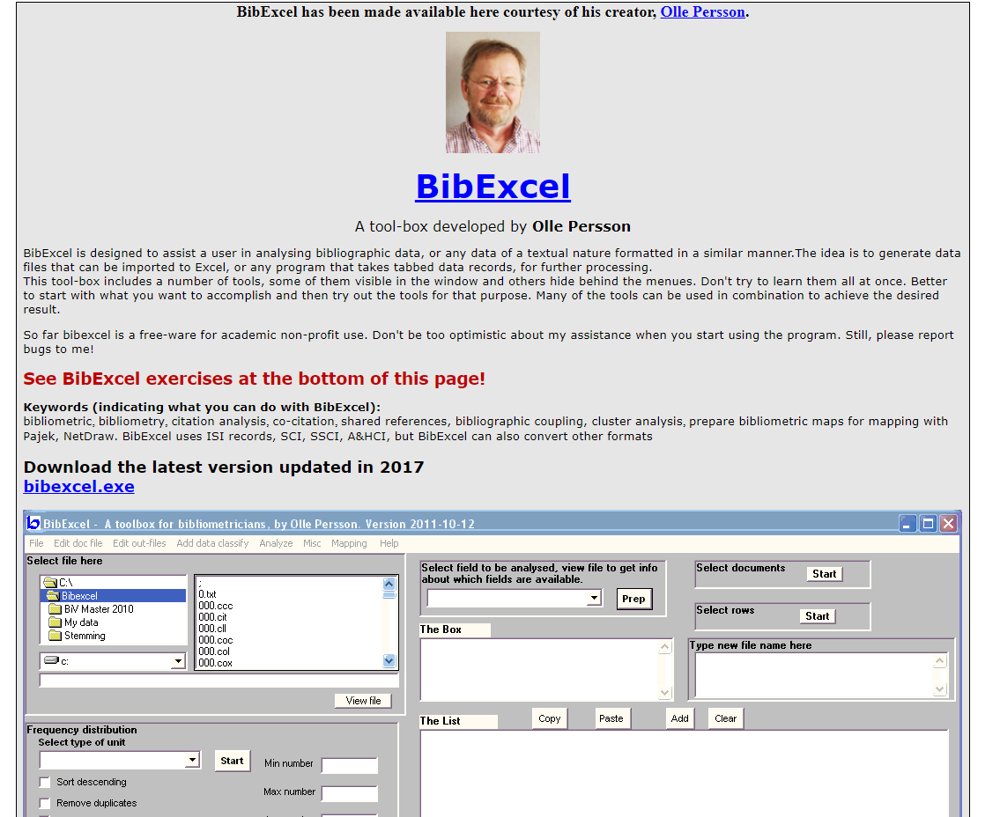 BibExcel has been made available here courtesy of his creator, Olle Persson.
BibExcel
A tool-box developed by Olle Persson
BibExcel is designed to assist a user in analysing bibliographic data, or any data of a textual nature formatted in a similar manner.The idea is to generate data
files that can be imported to Excel, or any program that takes tabbed data records, for further processing.
This tool-box includes a number of tools, some of them visible in the window and others hide behind the menues. Don't try to learn them all at once. Better
to start with what you want to accomplish and then try out the tools for that purpose. Many of the tools can be used in combination to achieve the desired
result.
So far bibexcel is a free-ware for academic non-profit use. Don't be too optimistic about my assistance when you start using the program. Still, please report
bugs to me!
See BibExcel exercises at the bottom of this page!
Keywords (indicating what you can do with BibExcel):
bibliometric, bibliometry, citation analysis, co-citation, shared references, bibliographic coupling, cluster analysis, prepare bibliometric maps for mapping with
Pajek, NetDraw. BibExcel uses ISI records, SCI, SSCI, A&HCI, but BibExcel can also convert other formats
Download the latest version updated in 2017
bibexcel.exe
BibExcel - A toolbox for bibliometricians, by Olle Persson. Version 2011-10-12
File Edit doc file Edit out-files Add data classify Analyze Misc Mapping Help
Select file here
C:\
Bibexcel
BiV Master 2010
My data
Stemming
c:
;
0.txt
000.ccc
000.cit
000.cll
000.coc
000.col
000.cox
View file
Frequency distribution
Select type of unit
Start
Sort descending
Remove duplicates
Min number
Max number
Select field to be analysed, view file to get info
about which fields are available.
Prep
The Box
Select documents
Start
Select rows
Start
Type new file name here
The List
Copy
Paste
Add
Clear